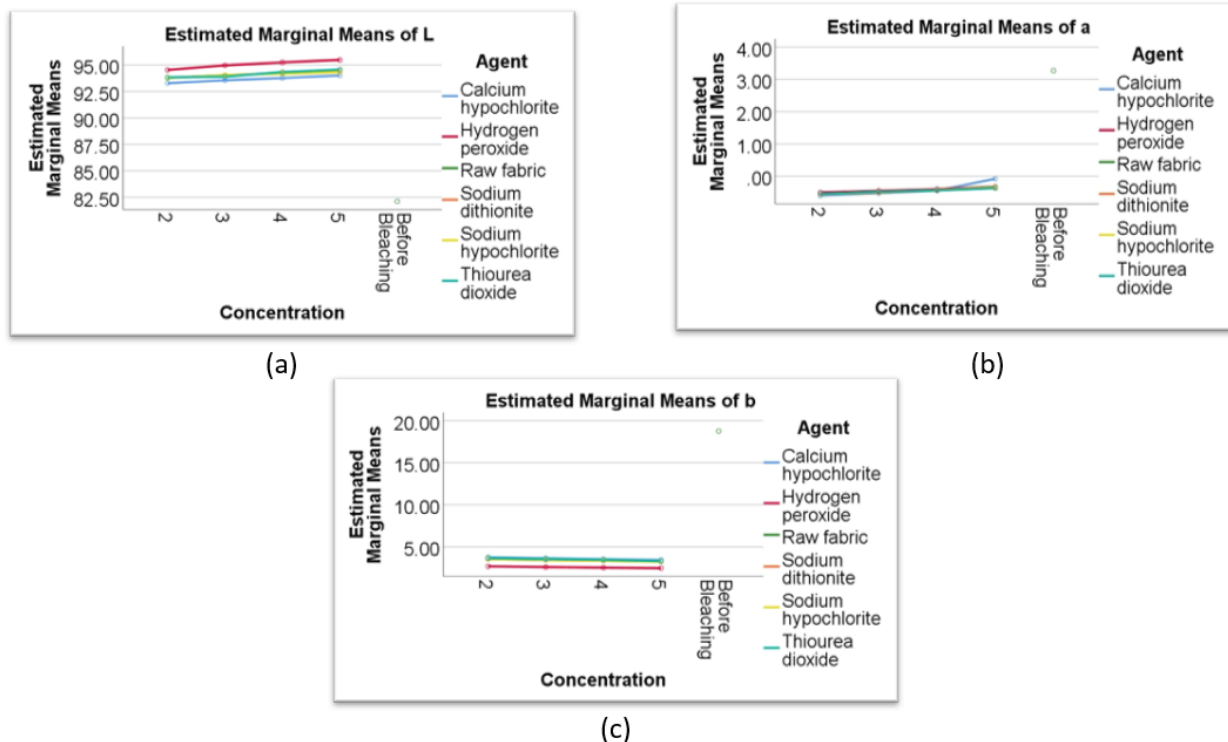 Estimated Marginal Means of L
Estimated
Marginal Means
95.00
92.50
90.00
87.50
85.00
82.50
2
3
4
5
Before
Bleaching
Concentration
Agent
Calcium
hypochlorite
Hydrogen
peroxide
Raw fabric
Sodium
dithionite
Sodium
hypochlorite
Thiourea
dioxide
(a)
Estimated Marginal Means of a
Estimated
Marginal Means
4.00
3.00
2.00
1.00
.00
2
3
4
5
Before
Bleaching
Concentration
Agent
Calcium
hypochlorite
Hydrogen
peroxide
Raw fabric
Sodium
dithionite
Sodium
hypochlorite
Thiourea
dioxide
(b)
Estimated Marginal Means of b
Estimated
Marginal Means
20.00
15.00
10.00
5.00
2
3
4
5
Before
Bleaching
Concentration
Agent
Calcium
hypochlorite
Hydrogen
peroxide
Raw fabric
Sodium
dithionite
Sodium
hypochlorite
Thiourea
dioxide
(c)